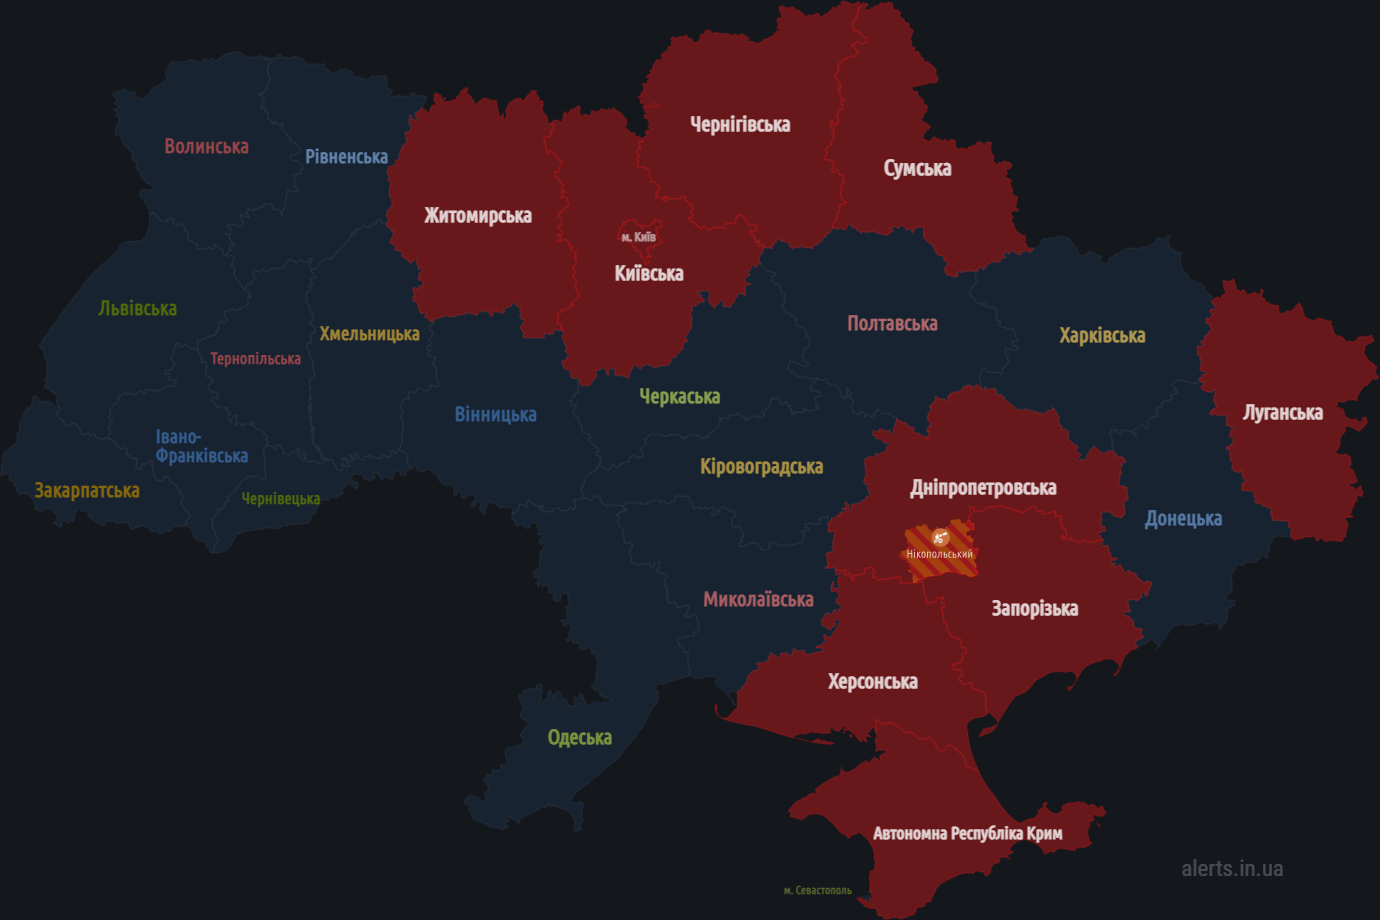 Чернігівська
Волинська
Рівненська
Сумська
Житомирська
м. Київ
Київська
Львівська
Полтавська
Хмельницька
Харківська
Тернопільська
Черкаська
Вінницька
Луганська
Івано-
Франківська
Кіровоградська
Закарпатська
Дніпропетровська
Чернівецька
Донецька
Нікопольський
Миколаївська
Запорізька
Херсонська
Одеська
Автономна Республіка Крим
alerts.in.ua
м. Севастополь